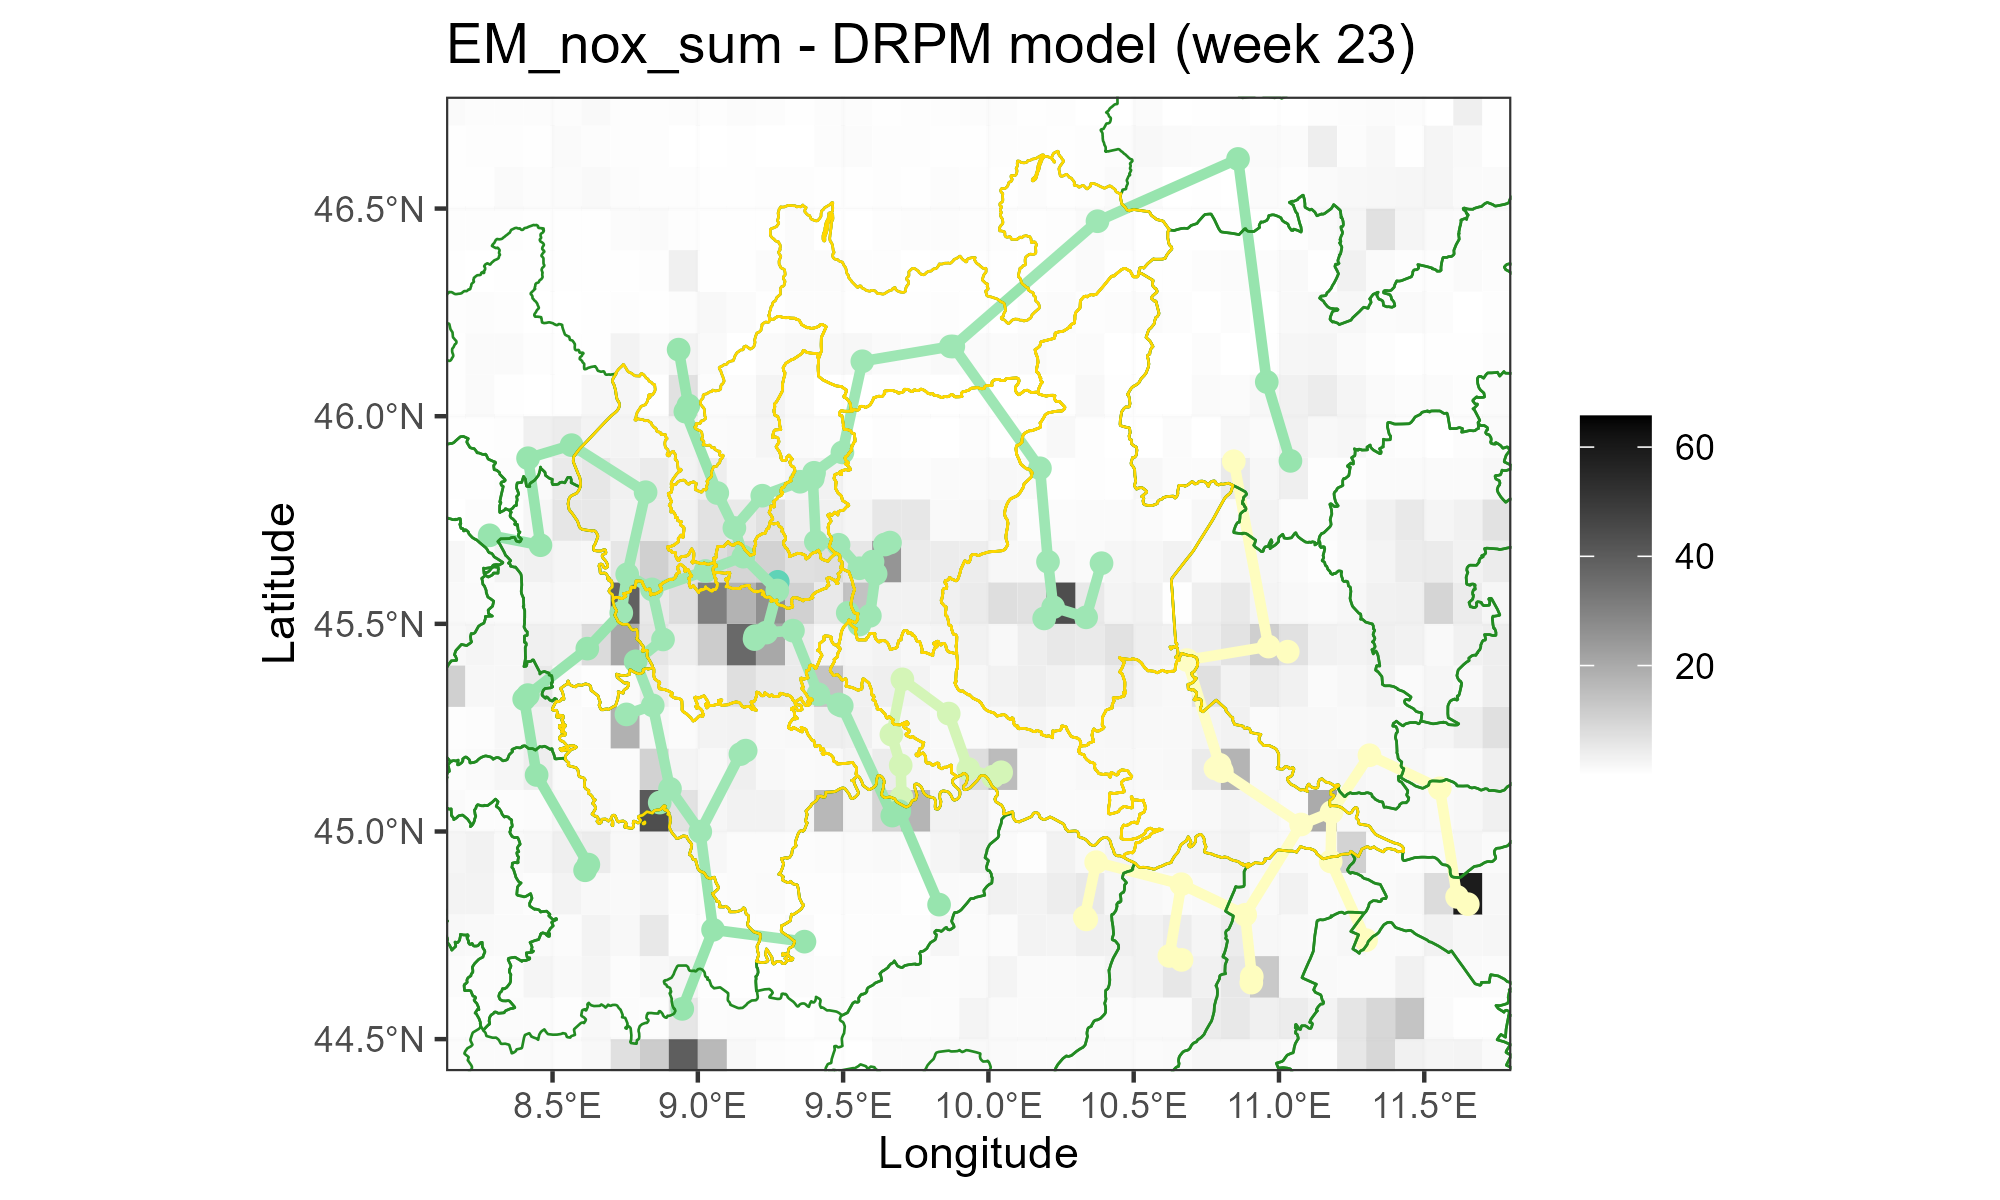 EM_nox_sum - DRPM model (week 23)
46.5°N
46.0°N
45.5°N
45.0°N
44.5°N
Latitude
8.5°E
9.0°E
9.5°E
10.0°E
10.5°E
11.0°E
11.5°E
Longitude
60
40
20